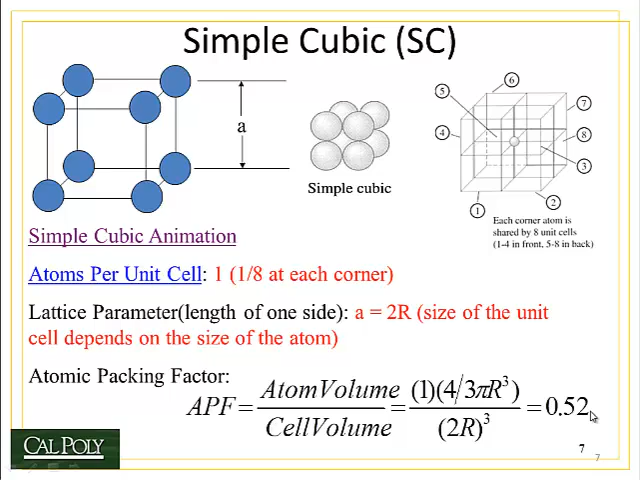 Simple Cubic (SC)
a
Simple cubic
5
6
7
4
8
3
1
2
Each corner atom is
shared by 8 unit cells
(1-4 in front, 5-8 in back)
Simple Cubic Animation
Atoms Per Unit Cell: 1 (1/8 at each corner)
Lattice Parameter(length of one side): a = 2R (size of the unit
cell depends on the size of the atom)
Atomic Packing Factor:
APF = AtomVolume / CellVolume = (1)(4/3πR³) / (2R)³ = 0.52
CAL POLY
7
7